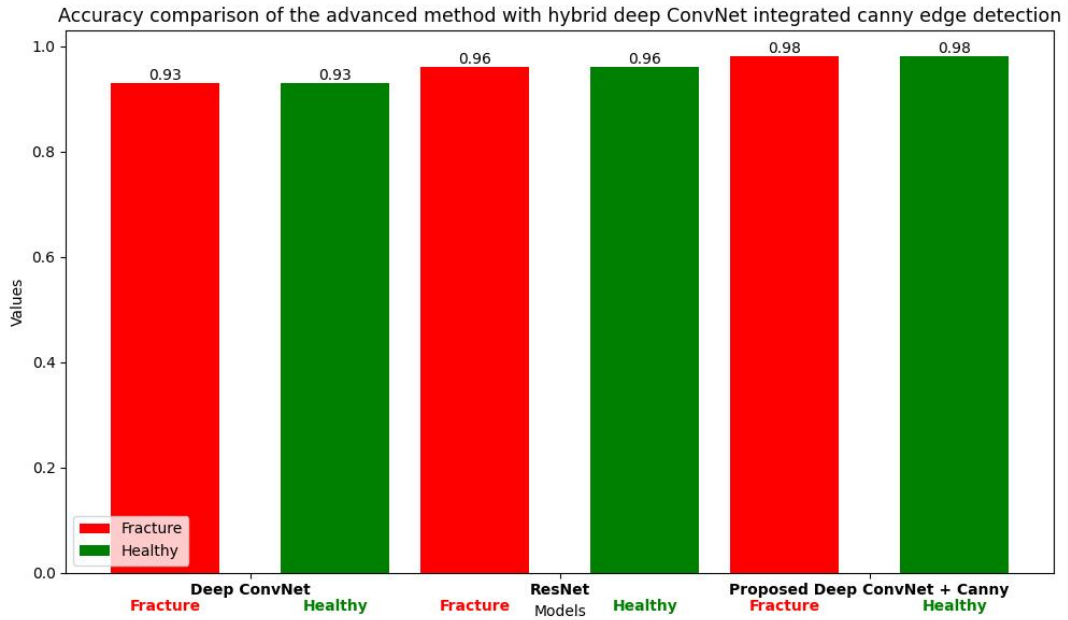 Accuracy comparison of the advanced method with hybrid deep ConvNet integrated canny edge detection
1.0
0.8
0.6
0.4
0.2
0.0
Values
0.93
0.93
0.96
0.96
0.98
0.98
Fracture
Healthy
Deep ConvNet
ResNet
Proposed Deep ConvNet + Canny
Fracture
Healthy
Fracture
Healthy
Fracture
Healthy
Models